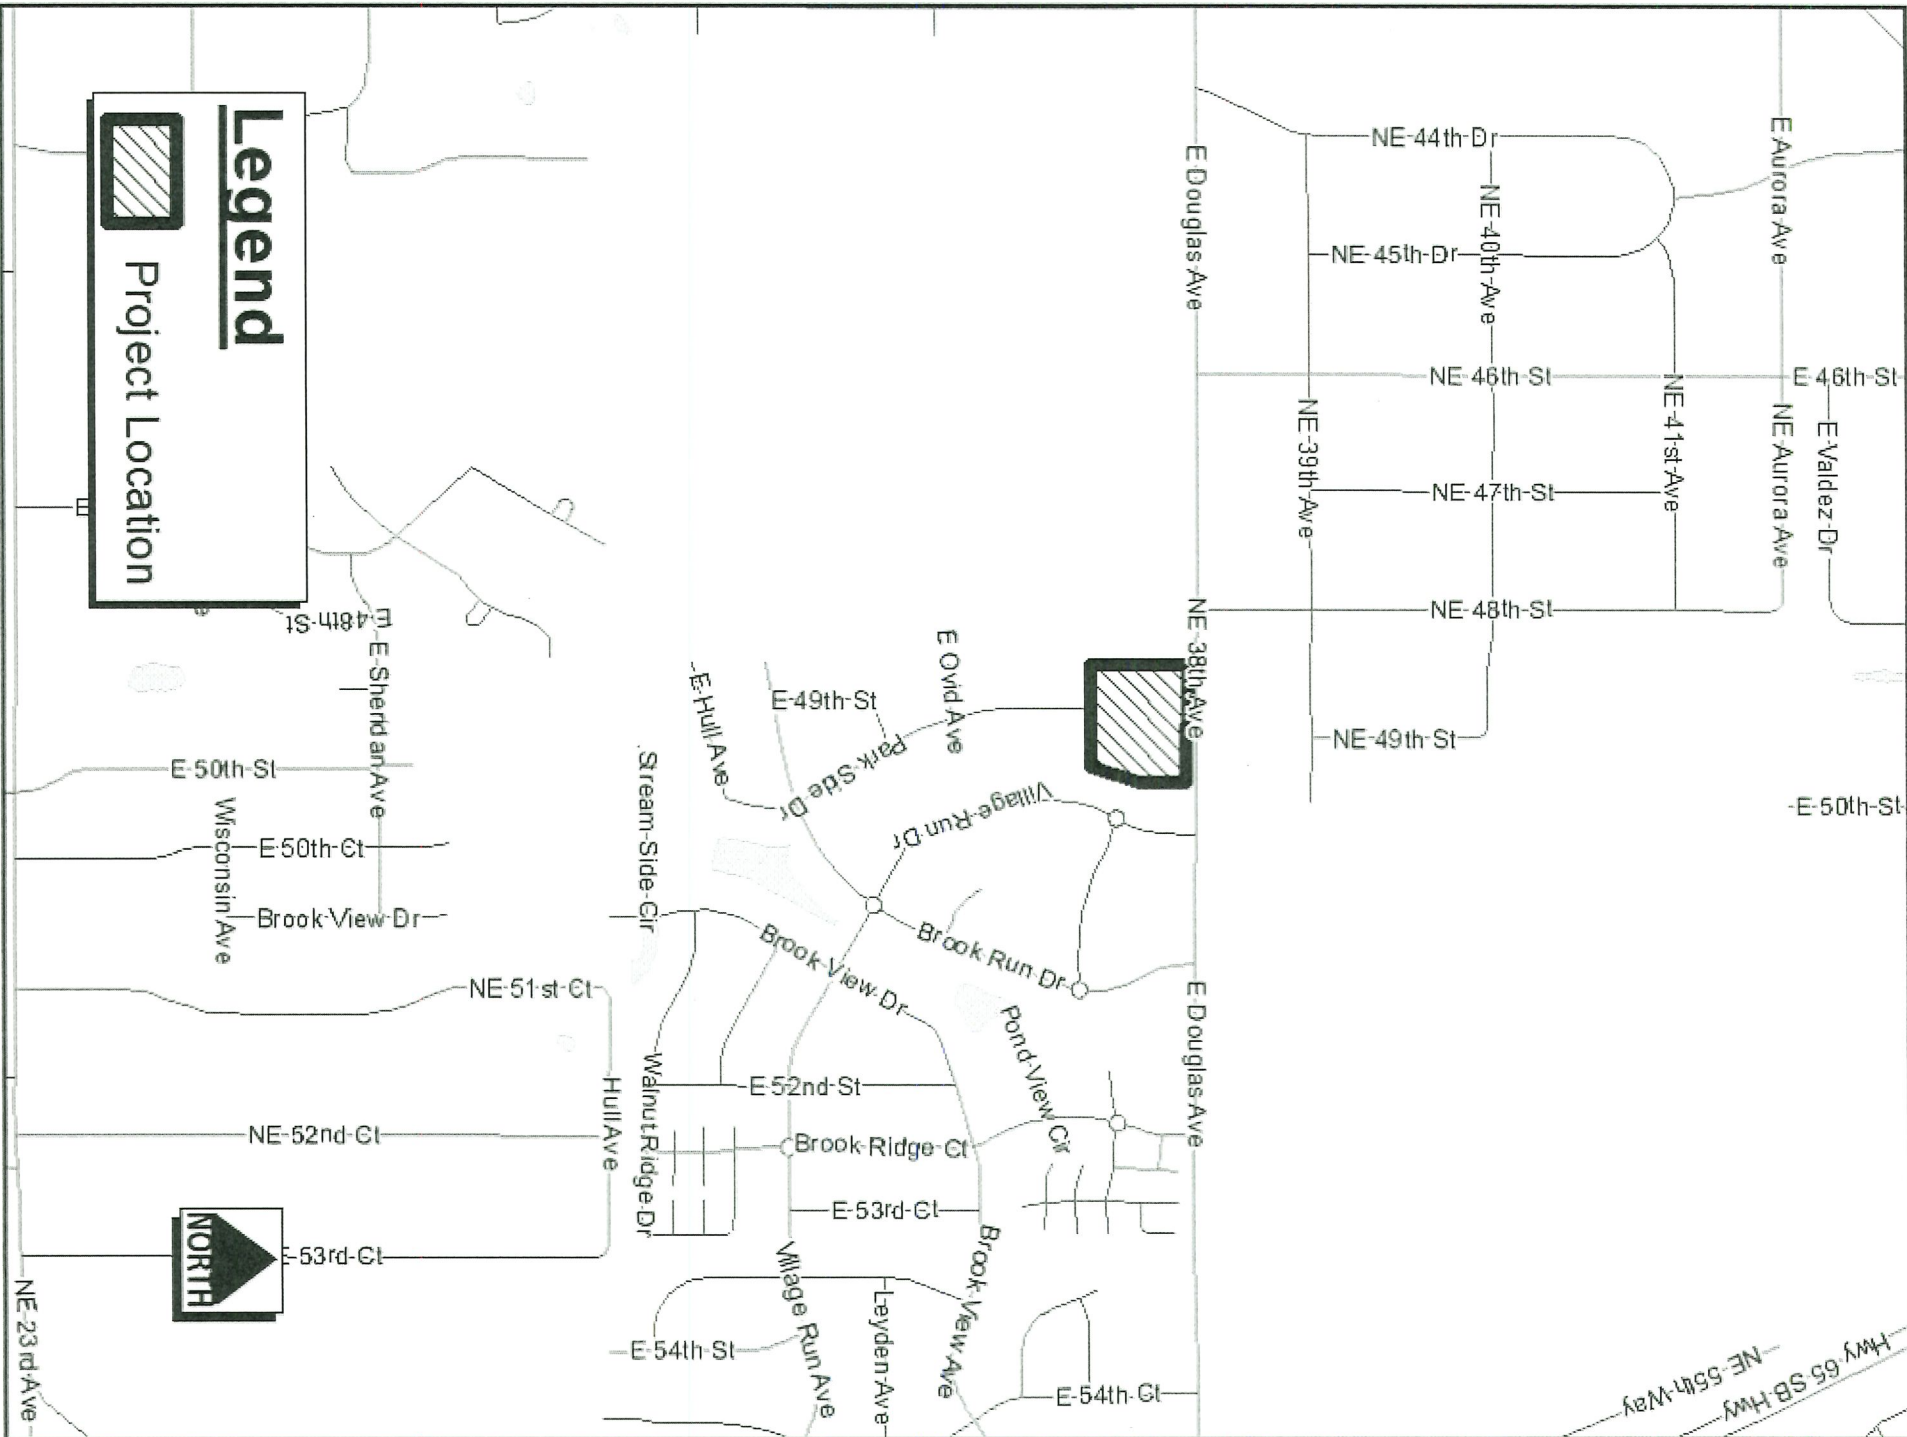 Legend
Project Location
NORTH
E Aurora Ave
NE 44th Dr
NE 40th Ave
E Douglas Ave
NE 45th Dr
NE 46th St
E 46th St
NE 41st Ave
NE Aurora Ave
E Valdez Dr
NE 39th Ave
NE 47th St
NE 48th St
NE 38th Ave
NE 49th St
E 50th St
E 48th St
E Sheridan Ave
E Ovid Ave
E 49th St
E Hull Ave
Park Side Dr
Village Run Dr
Stream Side Cir
E 50th St
Wisconsin Ave
E 50th Ct
Brook View Dr
Brook View Dr
Brook Run Dr
NE 51st Ct
Pond View Cir
E Douglas Ave
Walnut Ridge Dr
Hull Ave
E 52nd St
NE 52nd Ct
Brook Ridge Ct
E 53rd Ct
53rd Ct
Brook View Ave
Village Run Ave
Leyden Ave
E 54th St
E 54th Ct
NE 23rd Ave
NE 55th Way
Hwy 65 SB Hwy